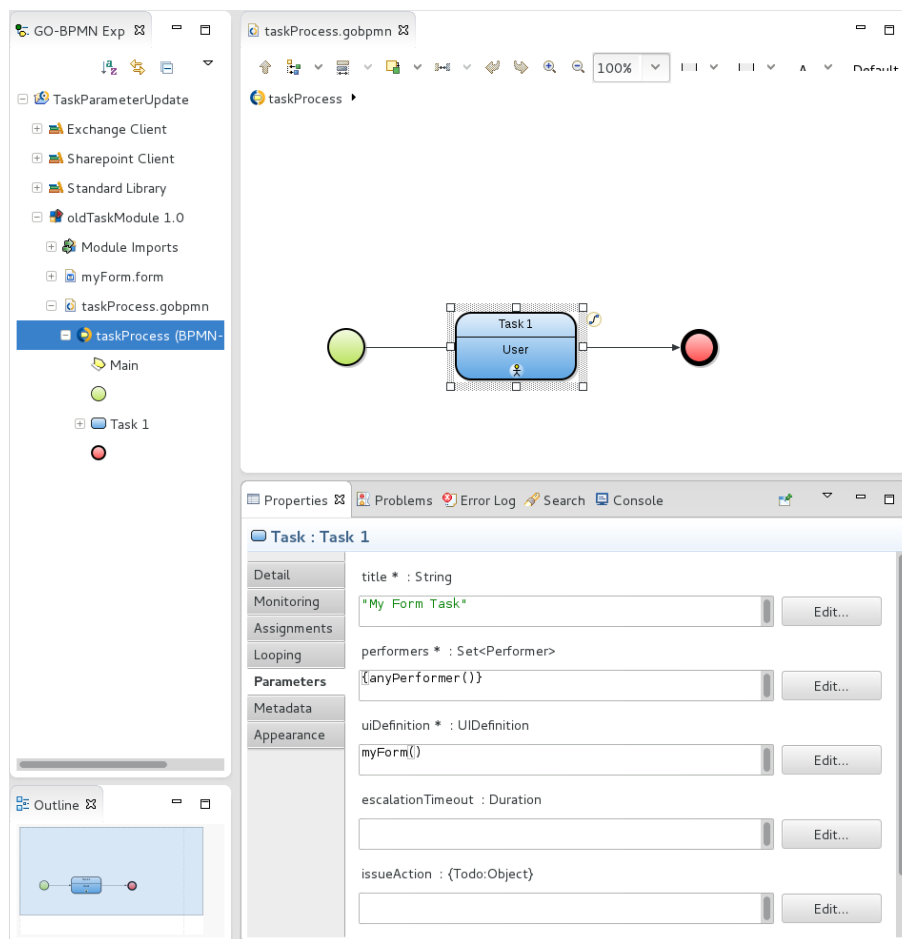 GO-BPMN Exp
TaskParameterUpdate
Exchange Client
Sharepoint Client
Standard Library
oldTaskModule 1.0
Module Imports
myForm.form
taskProcess.gobpmn
taskProcess (BPMN-
Main
Task 1
Outline
taskProcess.gobpmn
100%
Default
taskProcess
Task 1
User
Properties
Problems
Error Log
Search
Console
Task : Task 1
Detail
Monitoring
Assignments
Looping
Parameters
Metadata
Appearance
title * : String
"My Form Task"
Edit...
performers * : Set<Performer>
{anyPerformer()}
Edit...
uiDefinition * : UIDefinition
myForm()
Edit...
escalationTimeout : Duration
Edit...
issueAction : {Todo:Object}
Edit...